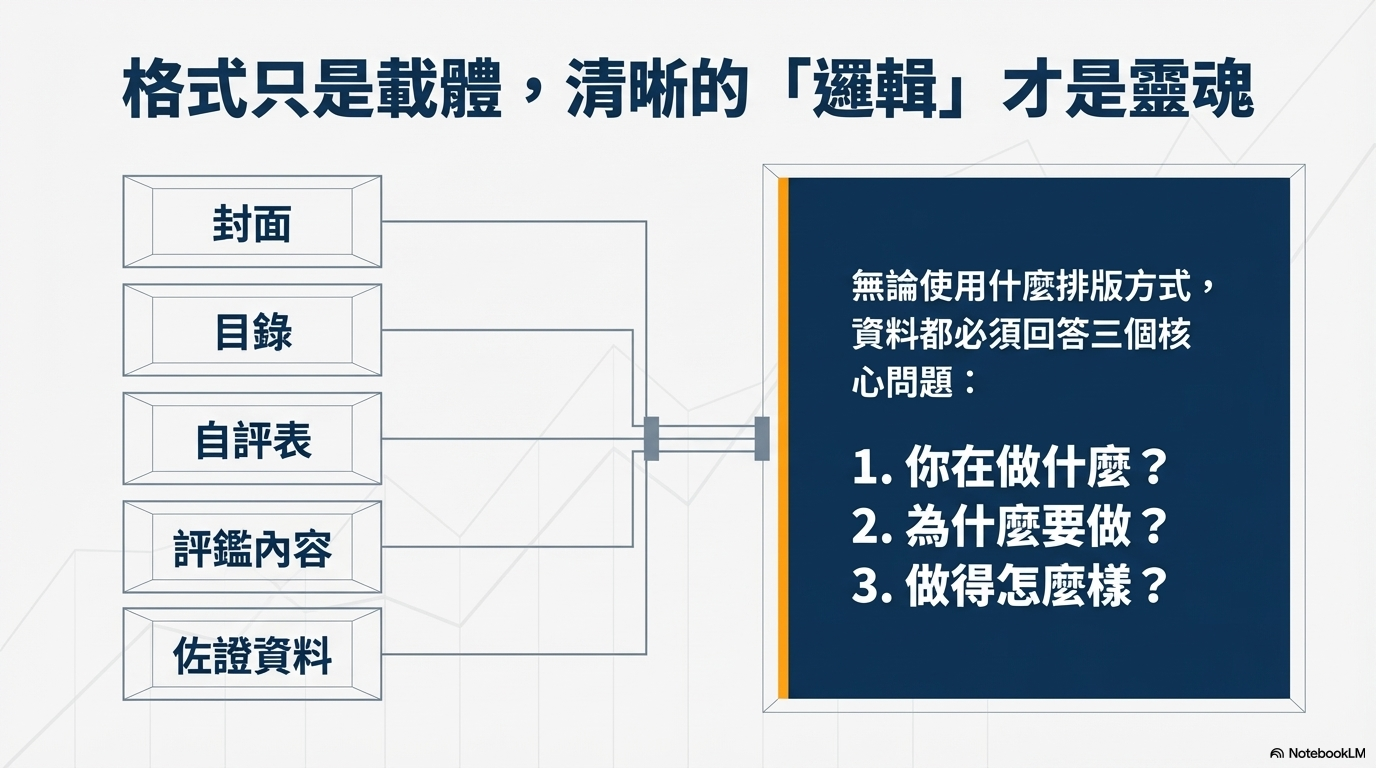 格式只是載體，清晰的「邏輯」才是靈魂
封面
目錄
自評表
評鑑內容
佐證資料
無論使用什麼排版方式，
資料都必須回答三個核
心問題：
1. 你在做什麼？
2. 為什麼要做？
3. 做得怎麼樣？
NotebookLM